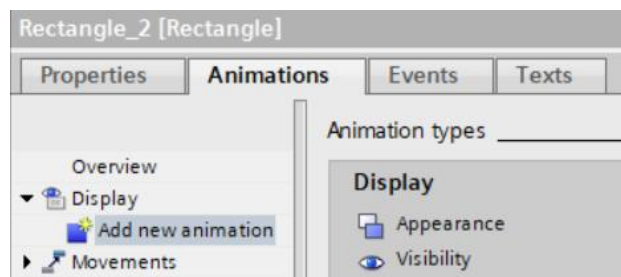 Rectangle_2 [Rectangle]
Properties Animations Events Texts
Animation types
Overview
Display
Display
Add new animation
Appearance
Movements
Visibility